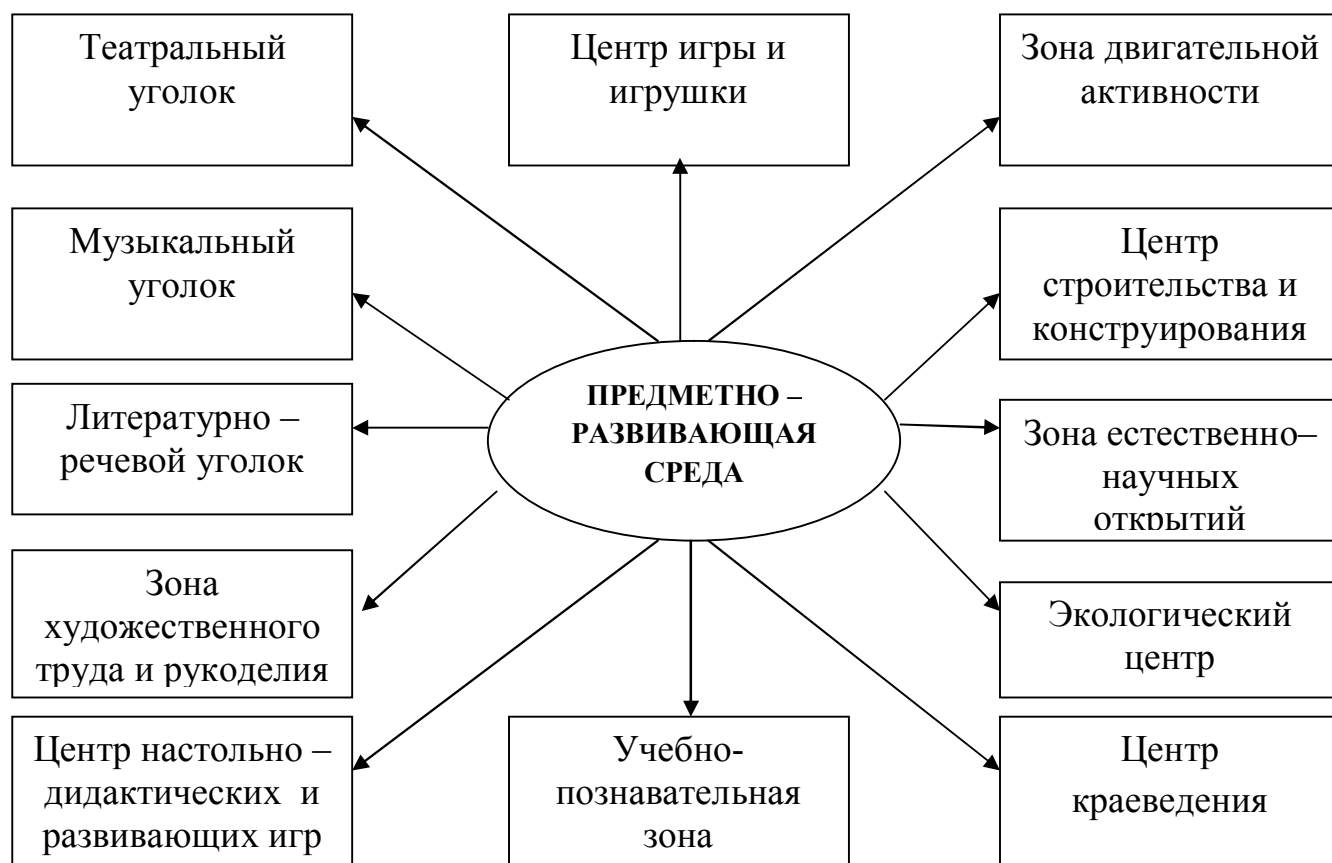 Театральный
уголок
Центр игры и
игрушки
Зона двигательной
активности
Музыкальный
уголок
Центр
строительства и
конструирования
ПРЕДМЕТНО –
РАЗВИВАЮЩАЯ
СРЕДА
Литературно –
речевой уголок
Зона естественно–
научных
открытий
Зона
художественного
труда и рукоделия
Экологический
центр
Центр настольно –
дидактических  и
развивающих игр
Учебно-
познавательная
зона
Центр
краеведения